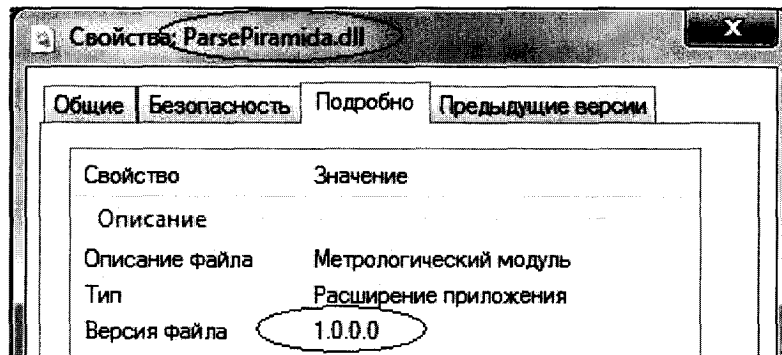 Свойства: ParsePiramida.dll
Общие Безопасность Подробно Предыдущие версии
Свойство Значение
Описание
Описание файла Метрологический модуль
Тип Расширение приложения
Версия файла 1.0.0.0